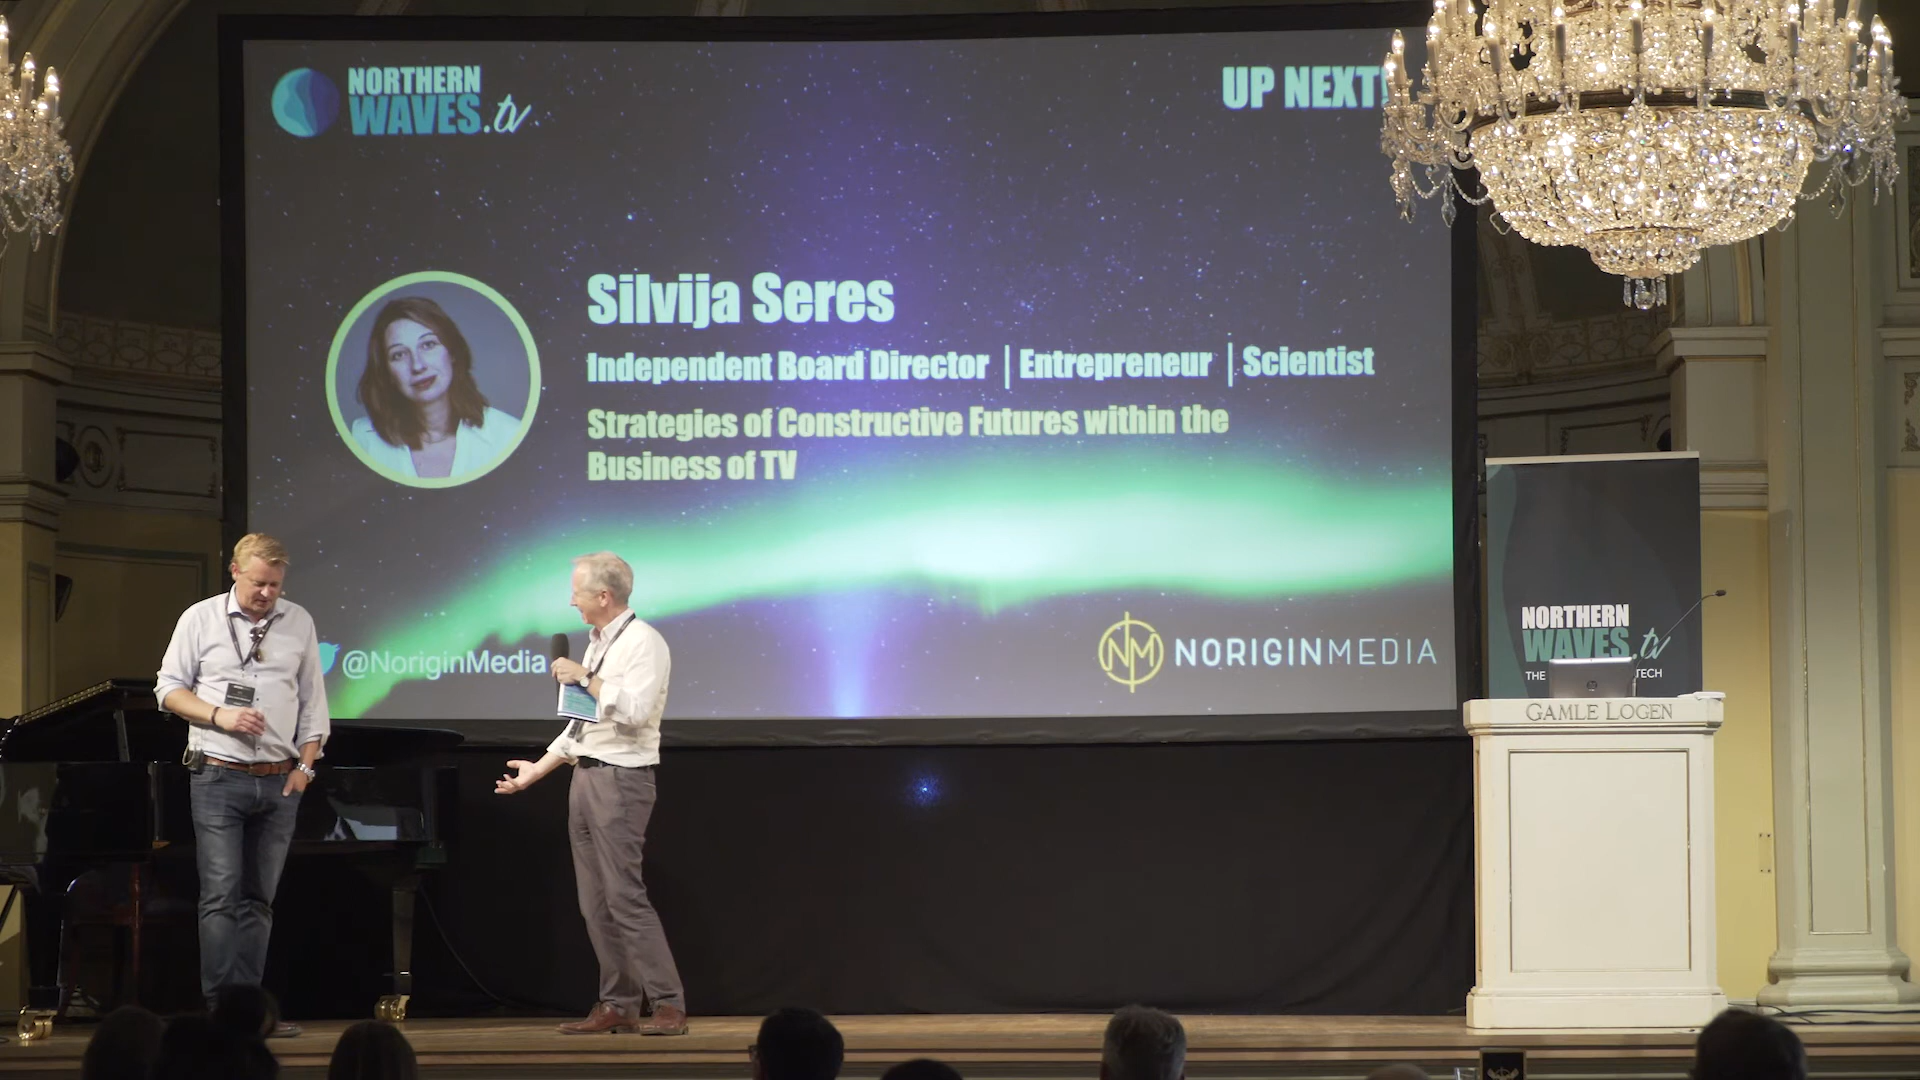 NORTHERN
WAVES.tv
UP NEXT!
Silvija Seres
Independent Board Director | Entrepreneur | Scientist
Strategies of Constructive Futures within the
Business of TV
@NoriginMedia
NM NORIGINMEDIA
NORTHERN
WAVES.tv
THE
TECH
GAMLE LOGEN